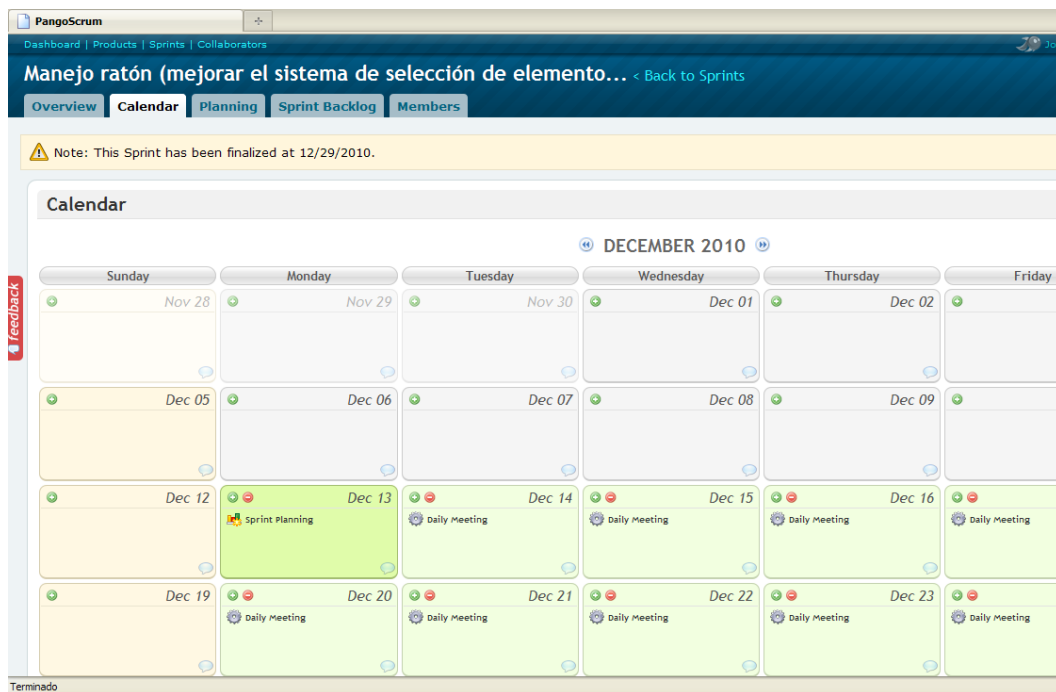 PangoScrum
Dashboard | Products | Sprints | Collaborators
Jo
Manejo ratón (mejorar el sistema de selección de elemento... < Back to Sprints
Overview Calendar Planning Sprint Backlog Members
Note: This Sprint has been finalized at 12/29/2010.
Calendar
DECEMBER 2010
Sunday Monday Tuesday Wednesday Thursday Friday
Nov 28 Nov 29 Nov 30 Dec 01 Dec 02
feedback
Dec 05 Dec 06 Dec 07 Dec 08 Dec 09
Dec 12 Dec 13 Dec 14 Dec 15 Dec 16
Sprint Planning Daily Meeting Daily Meeting Daily Meeting Daily Meeting
Dec 19 Dec 20 Dec 21 Dec 22 Dec 23
Daily Meeting Daily Meeting Daily Meeting Daily Meeting Daily Meeting
Terminado